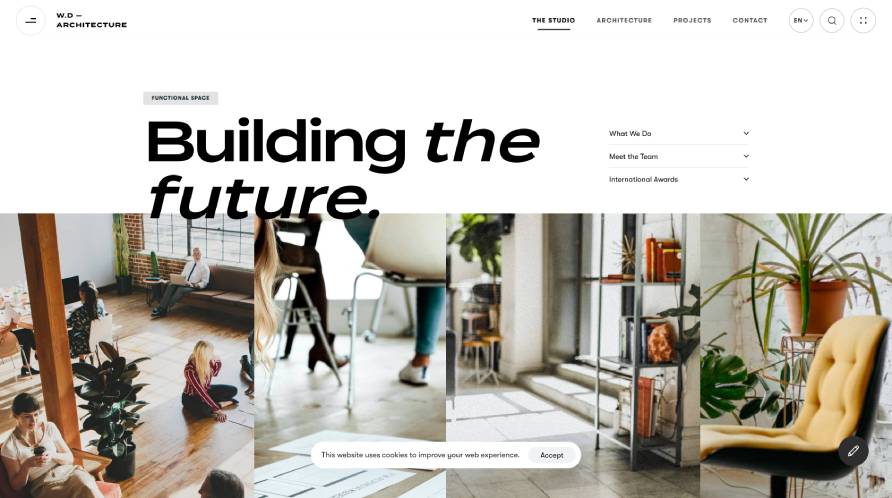 W.D —
ARCHITECTURE
THE STUDIO
ARCHITECTURE
PROJECTS
CONTACT
EN
FUNCTIONAL SPACE
Building the
future.
What We Do
Meet the Team
International Awards
This website uses cookies to improve your web experience.
Accept